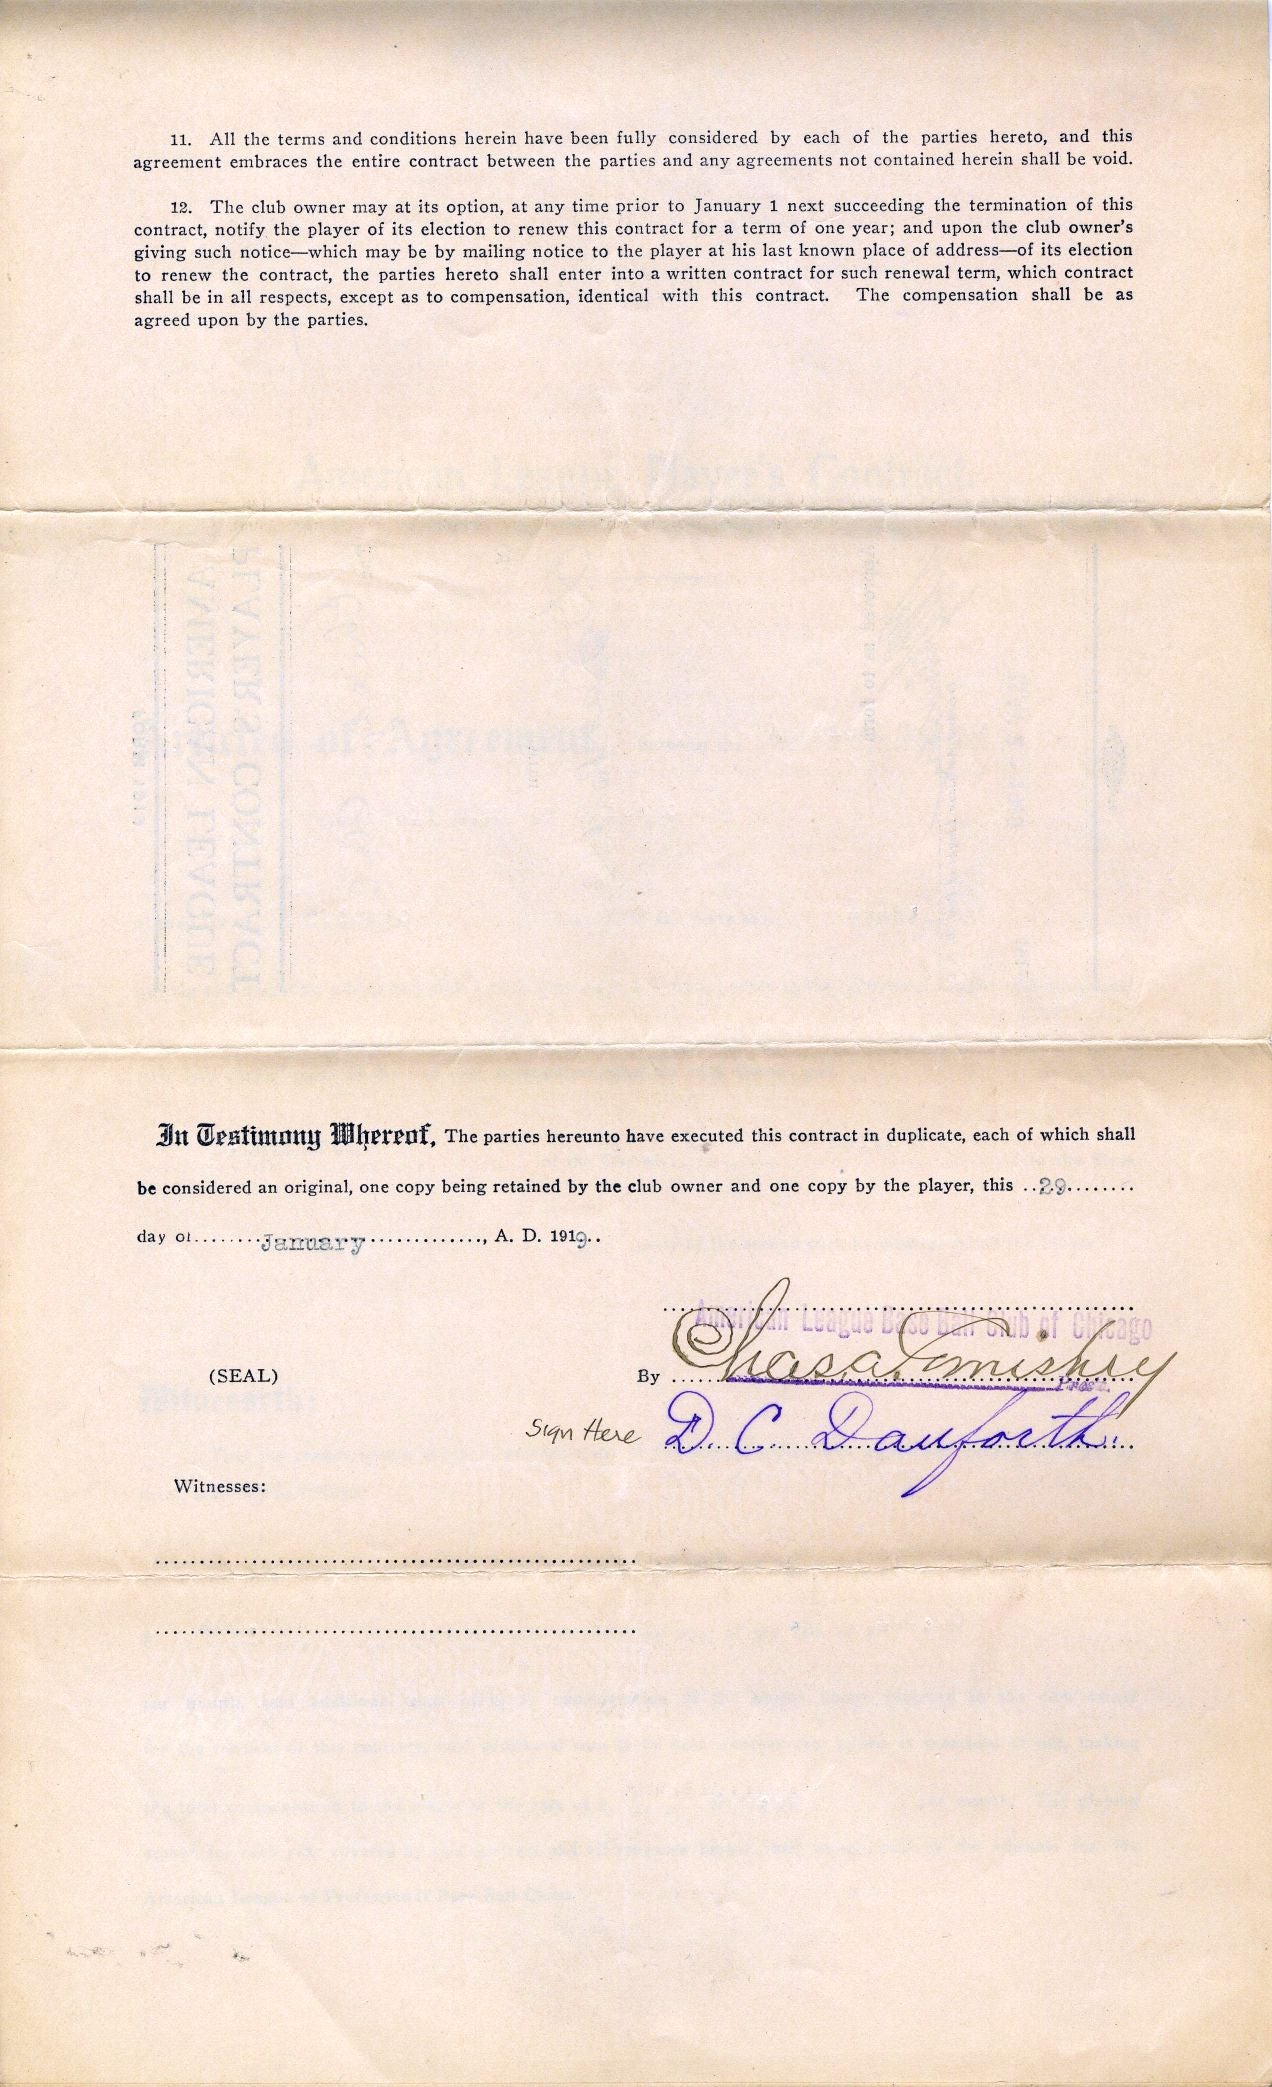 11. All the terms and conditions herein have been fully considered by each of the parties hereto, and this
agreement embraces the entire contract between the parties and any agreements not contained herein shall be void.
12. The club owner may at its option, at any time prior to January 1 next succeeding the termination of this
contract, notify the player of its election to renew this contract for a term of one year; and upon the club owner's
giving such notice—which may be by mailing notice to the player at his last known place of address—of its election
to renew the contract, the parties hereto shall enter into a written contract for such renewal term, which contract
shall be in all respects, except as to compensation, identical with this contract. The compensation shall be as
agreed upon by the parties.
PLAYER'S CONTRACT
AMERICAN LEAGUE
of Agreement
In Testimony Whereof, The parties hereunto have executed this contract in duplicate, each of which shall
be considered an original, one copy being retained by the club owner and one copy by the player, this ..29........
day of........January..............., A. D. 1919..
American League Base Ball Club of Chicago
(SEAL)
By Chas a Comiskey
Pres't.
Sign Here D. C. Danforth
Witnesses: